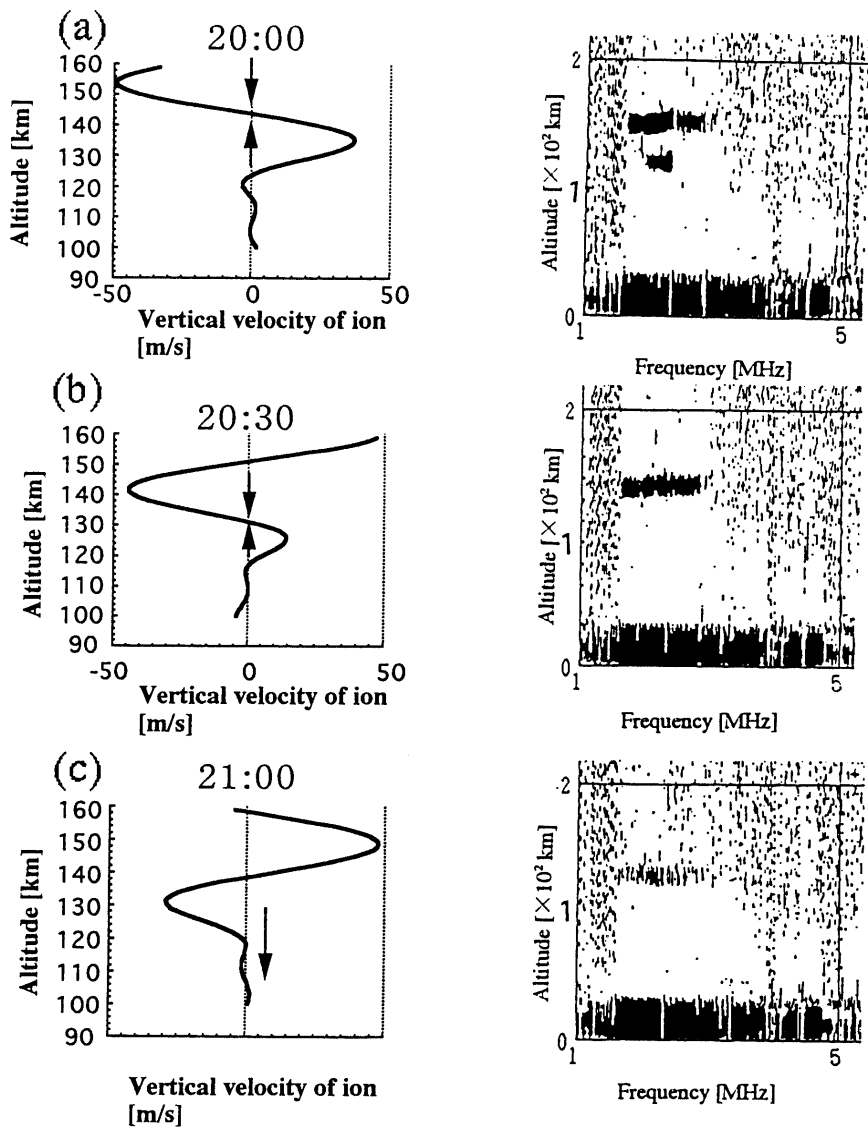 (a)
20:00
Altitude [km]
160
150
140
130
120
110
100
90
-50
0
50
Vertical velocity of ion
[m/s]
Altitude [×10² km]
2
1
0
1
5
Frequency [MHz]
(b)
20:30
Altitude [km]
160
150
140
130
120
110
100
90
-50
0
50
Vertical velocity of ion
[m/s]
Altitude [×10² km]
2
1
0
1
5
Frequency [MHz]
(c)
21:00
Altitude [km]
160
150
140
130
120
110
100
90
Vertical velocity of ion
[m/s]
Altitude [×10² km]
2
1
0
1
5
Frequency [MHz]